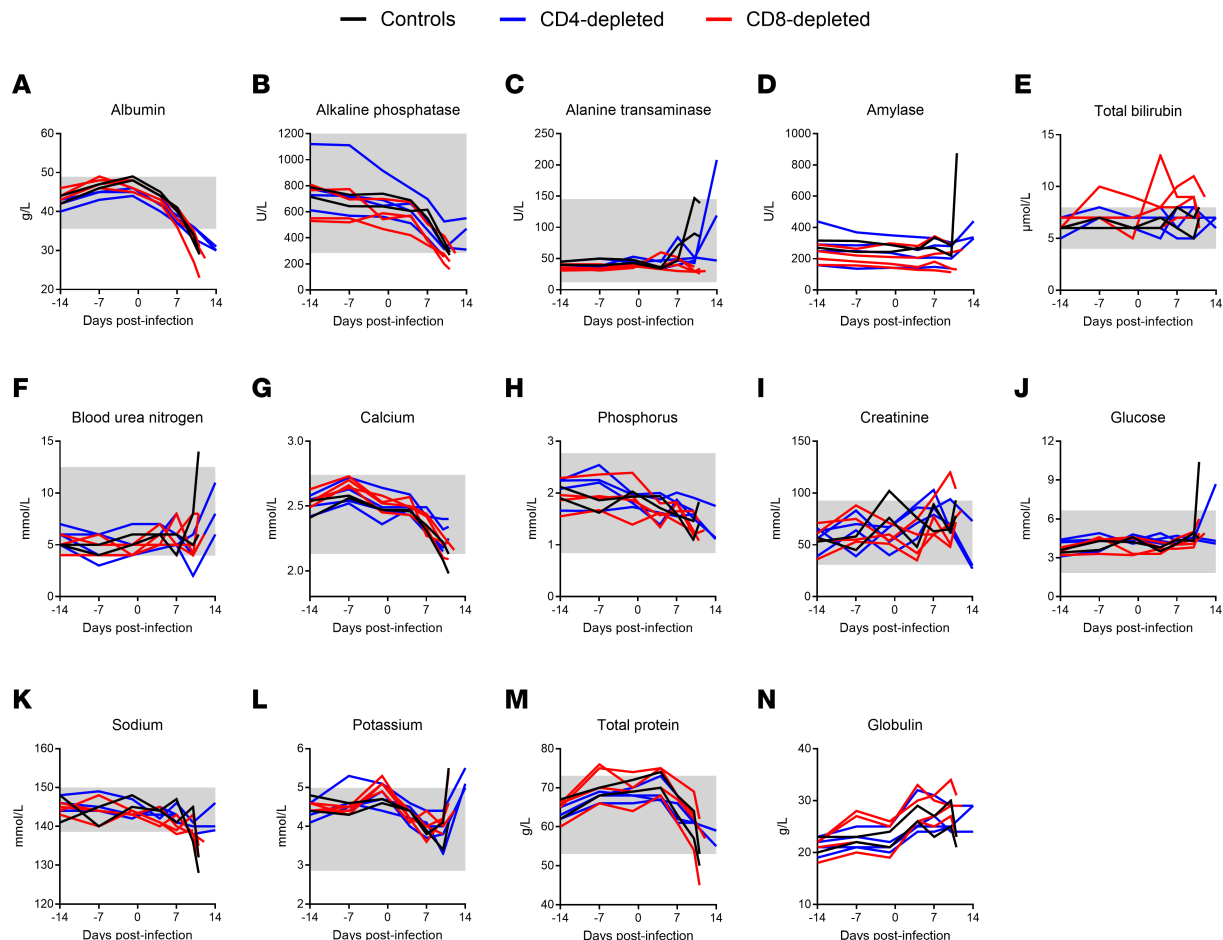 Controls CD4-depleted CD8-depleted
A B C D E
Albumin Alkaline phosphatase Alanine transaminase Amylase Total bilirubin
60 1200 250 1000 15
50 1000 200 800
800 150 600 10
40 600 100 400
30 400 50 200 5
200
20 0 0 0 0
g/L U/L U/L U/L µmol/L
-14 -7 0 7 14 -14 -7 0 7 14 -14 -7 0 7 14 -14 -7 0 7 14 -14 -7 0 7 14
Days post-infection Days post-infection Days post-infection Days post-infection Days post-infection
F G H I J
Blood urea nitrogen Calcium Phosphorus Creatinine Glucose
15 3.0 3 150 12
10 2.5 2 100 9
6
5 2.0 1 50 3
0 0 0 0
mmol/L mmol/L mmol/L mmol/L mmol/L
-14 -7 0 7 14 -14 -7 0 7 14 -14 -7 0 7 14 -14 -7 0 7 14 -14 -7 0 7 14
Days post-infection Days post-infection Days post-infection Days post-infection Days post-infection
K L M N
Sodium Potassium Total protein Globulin
160 6 80 40
150 5 70 30
140 4 60
130 3 50 20
120 2 40 10
mmol/L mmol/L g/L g/L
-14 -7 0 7 14 -14 -7 0 7 14 -14 -7 0 7 14 -14 -7 0 7 14
Days post-infection Days post-infection Days post-infection Days post-infection